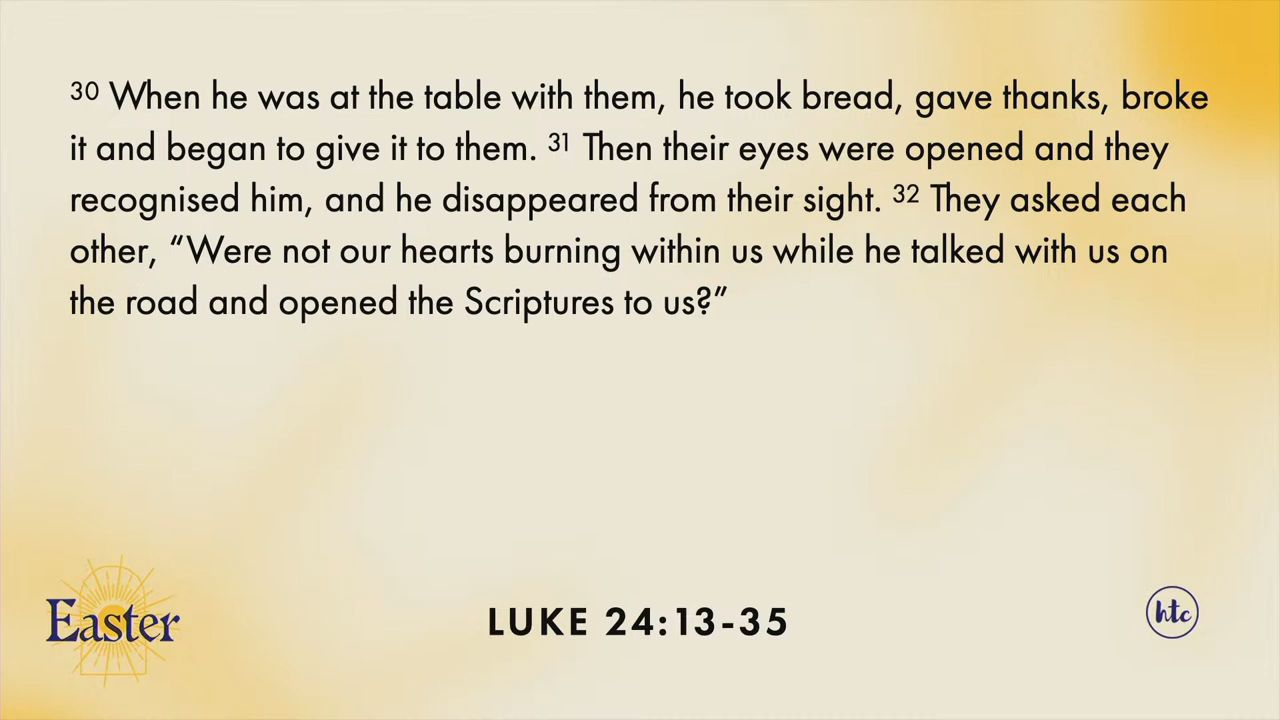 30 When he was at the table with them, he took bread, gave thanks, broke
it and began to give it to them. 31 Then their eyes were opened and they
recognised him, and he disappeared from their sight. 32 They asked each
other, “Were not our hearts burning within us while he talked with us on
the road and opened the Scriptures to us?”
Easter
LUKE 24:13-35
htc